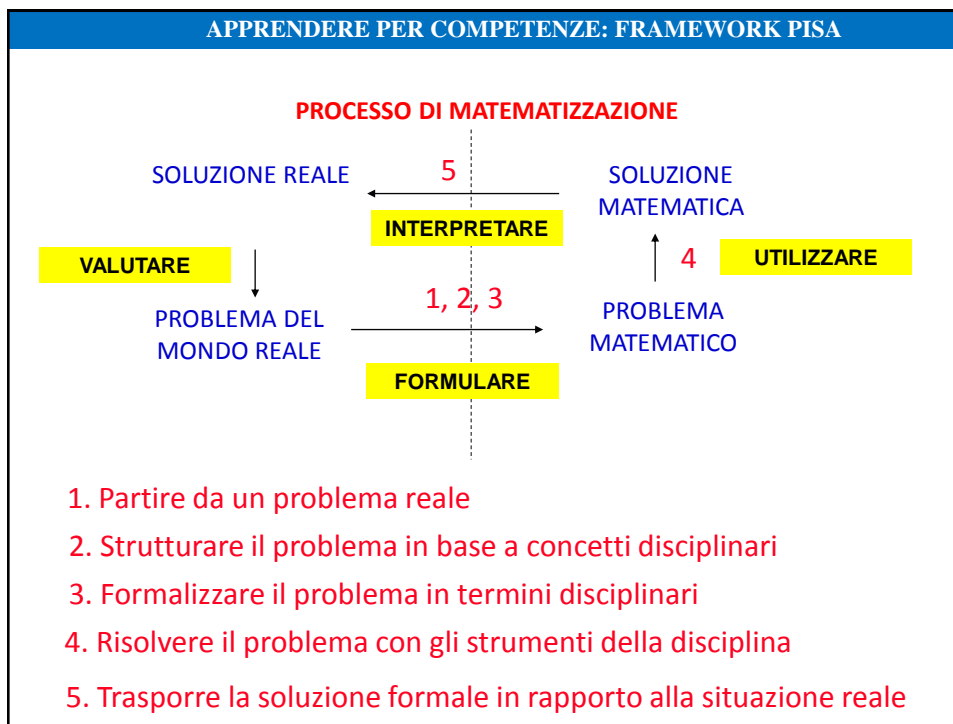 APPRENDERE PER COMPETENZE: FRAMEWORK PISA
PROCESSO DI MATEMATIZZAZIONE
SOLUZIONE REALE
5
SOLUZIONE
MATEMATICA
INTERPRETARE
VALUTARE
4
UTILIZZARE
1, 2, 3
PROBLEMA DEL
MONDO REALE
PROBLEMA
MATEMATICO
FORMULARE
1. Partire da un problema reale
2. Strutturare il problema in base a concetti disciplinari
3. Formalizzare il problema in termini disciplinari
4. Risolvere il problema con gli strumenti della disciplina
5. Trasporre la soluzione formale in rapporto alla situazione reale